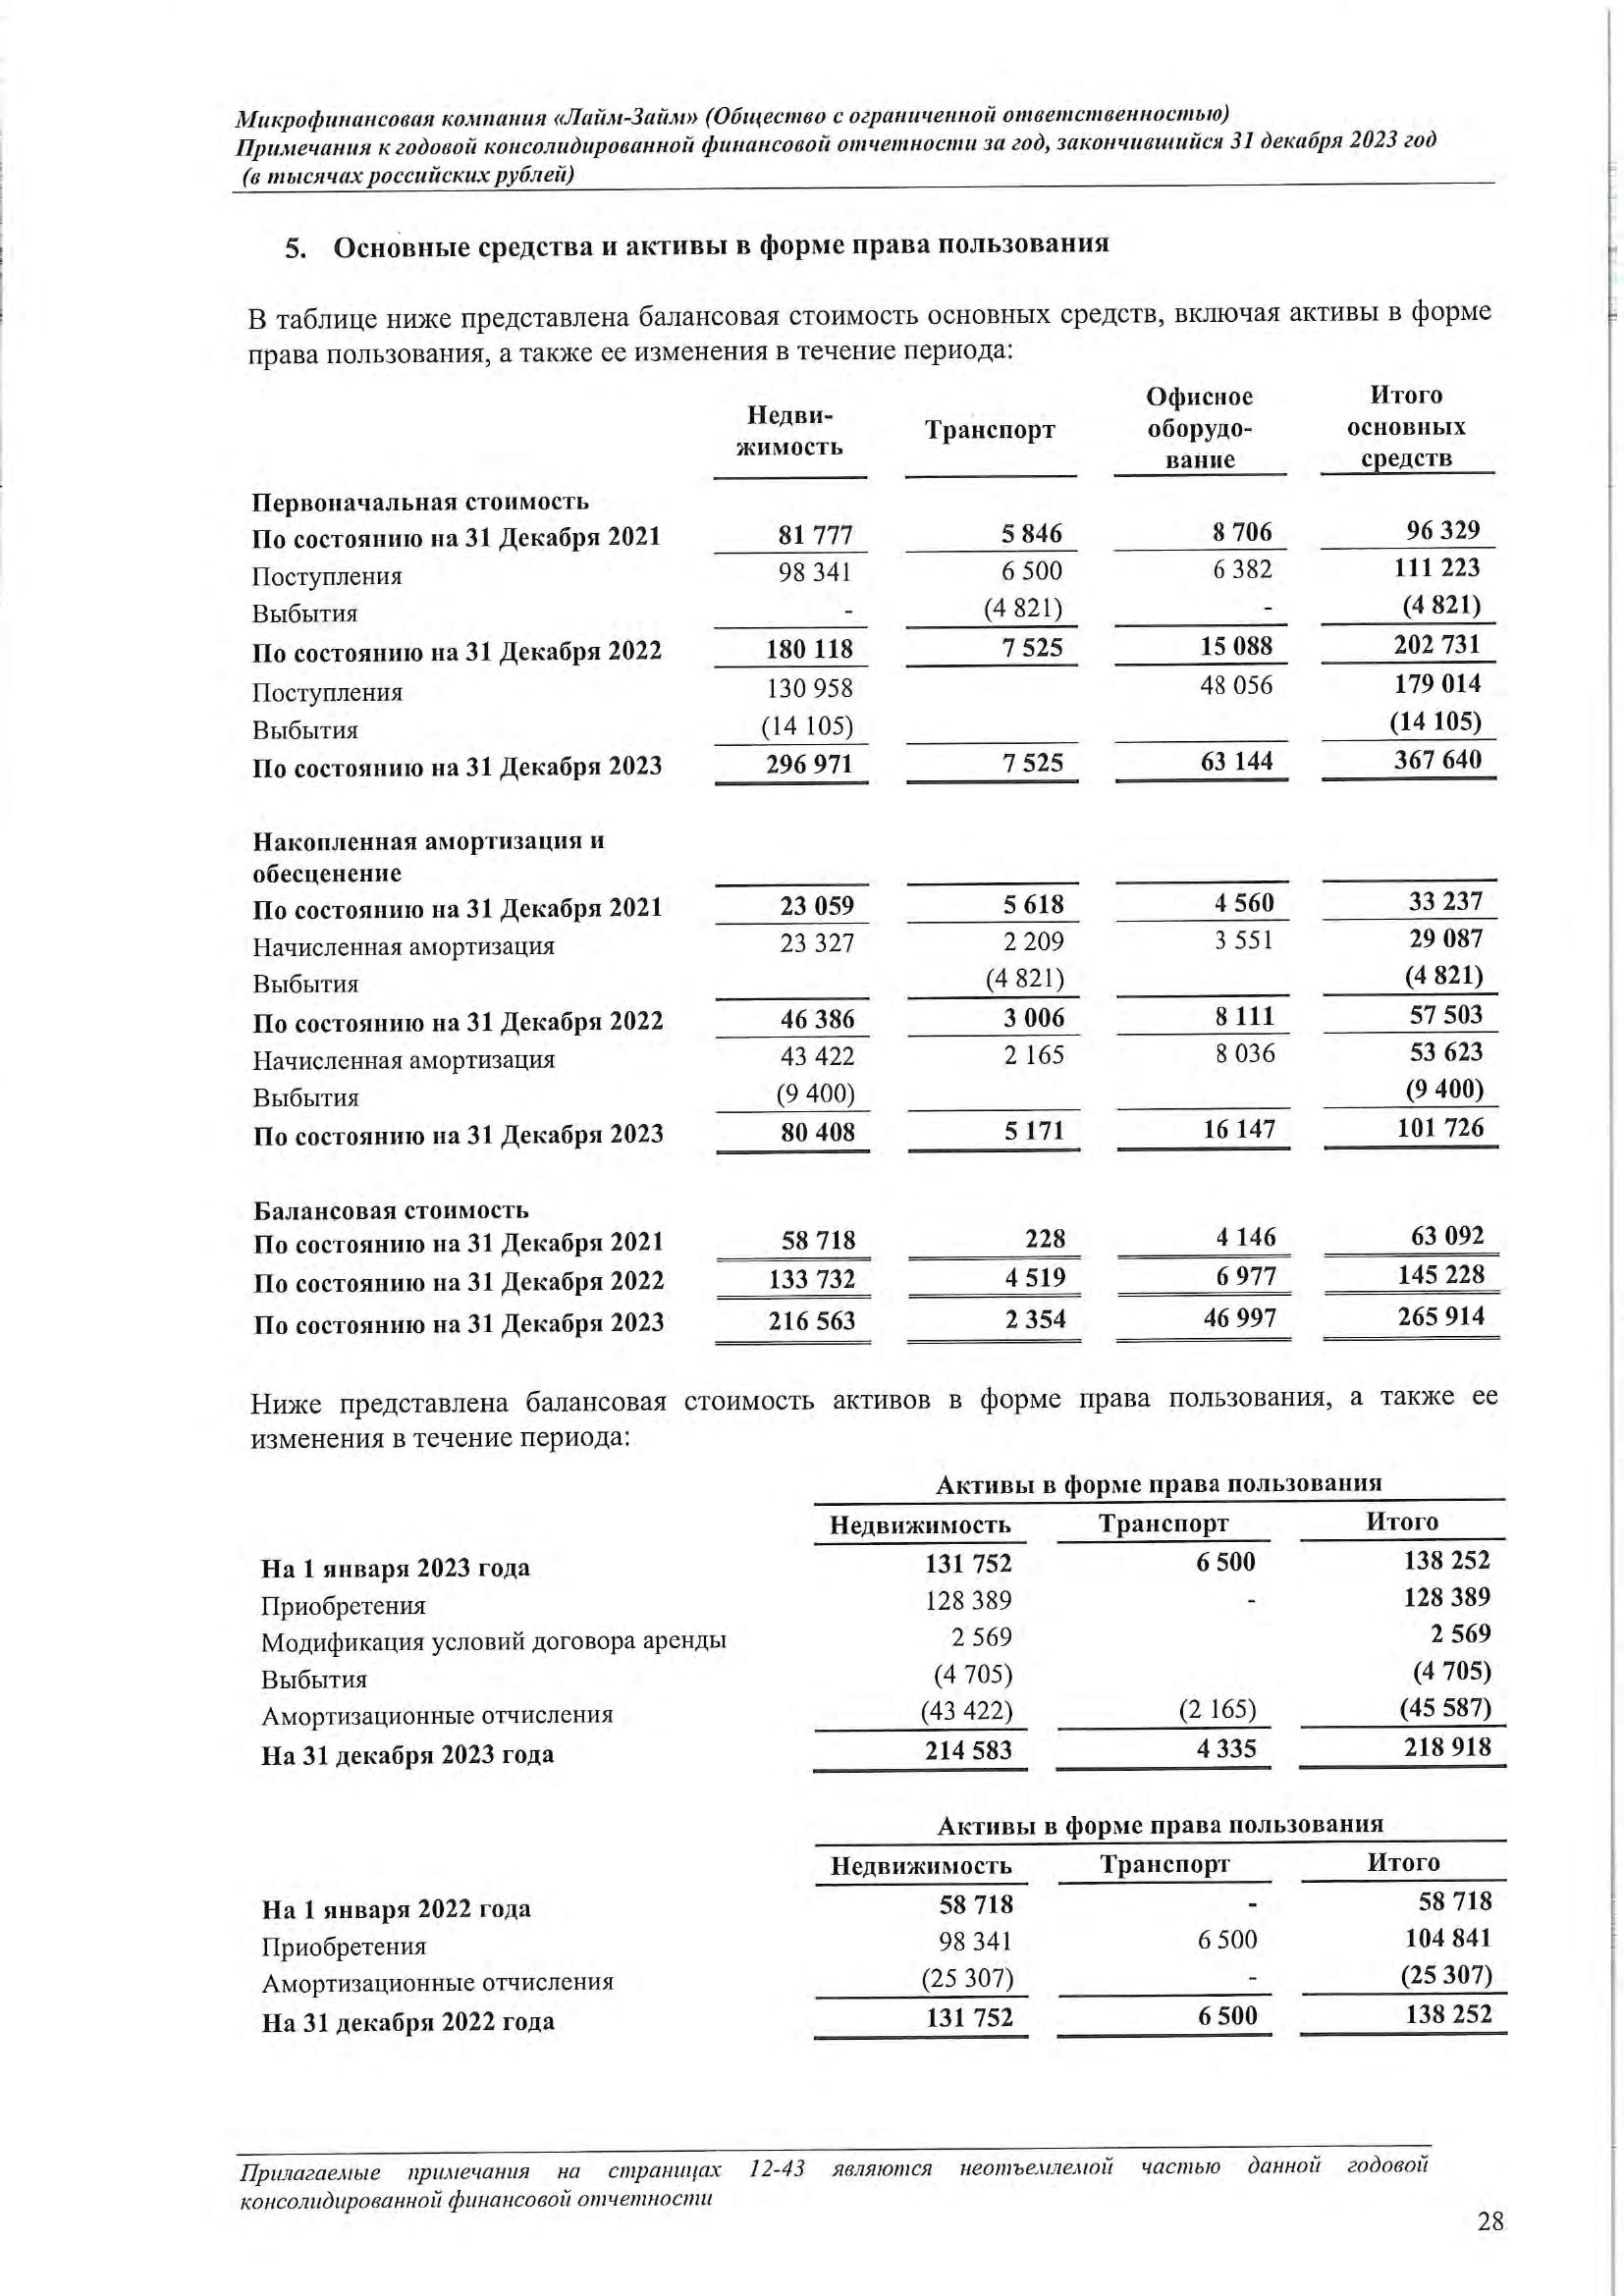 Микрофинансовая компания «Лайм-Займ» (Общество с ограниченной ответственностью)
Примечания к годовой консолидированной финансовой отчетности за год, закончившийся 31 декабря 2023 год
(в тысячах российских рублей)
5. Основные средства и активы в форме права пользования
В таблице ниже представлена балансовая стоимость основных средств, включая активы в форме
права пользования, а также ее изменения в течение периода:
Недви-
жимость
Транспорт
Офисное
оборудо-
вание
Итого
основных
средств
Первоначальная стоимость
По состоянию на 31 Декабря 2021 81 777 5 846 8 706 96 329
Поступления 98 341 6 500 6 382 111 223
Выбытия - (4 821) - (4 821)
По состоянию на 31 Декабря 2022 180 118 7 525 15 088 202 731
Поступления 130 958 48 056 179 014
Выбытия (14 105) (14 105)
По состоянию на 31 Декабря 2023 296 971 7 525 63 144 367 640
Накопленная амортизация и
обесценение
По состоянию на 31 Декабря 2021 23 059 5 618 4 560 33 237
Начисленная амортизация 23 327 2 209 3 551 29 087
Выбытия (4 821) (4 821)
По состоянию на 31 Декабря 2022 46 386 3 006 8 111 57 503
Начисленная амортизация 43 422 2 165 8 036 53 623
Выбытия (9 400) (9 400)
По состоянию на 31 Декабря 2023 80 408 5 171 16 147 101 726
Балансовая стоимость
По состоянию на 31 Декабря 2021 58 718 228 4 146 63 092
По состоянию на 31 Декабря 2022 133 732 4 519 6 977 145 228
По состоянию на 31 Декабря 2023 216 563 2 354 46 997 265 914
Ниже представлена балансовая стоимость активов в форме права пользования, а также ее
изменения в течение периода:
Активы в форме права пользования
Недвижимость Транспорт Итого
На 1 января 2023 года 131 752 6 500 138 252
Приобретения 128 389 - 128 389
Модификация условий договора аренды 2 569 2 569
Выбытия (4 705) (4 705)
Амортизационные отчисления (43 422) (2 165) (45 587)
На 31 декабря 2023 года 214 583 4 335 218 918
Активы в форме права пользования
Недвижимость Транспорт Итого
На 1 января 2022 года 58 718 - 58 718
Приобретения 98 341 6 500 104 841
Амортизационные отчисления (25 307) - (25 307)
На 31 декабря 2022 года 131 752 6 500 138 252
Прилагаемые примечания на страницах 12-43 являются неотъемлемой частью данной годовой
консолидированной финансовой отчетности
28